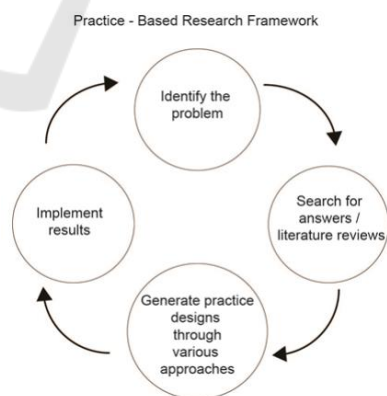 Practice - Based Research Framework
Identify the
problem
Search for
answers /
literature reviews
Generate practice
designs
through
various
approaches
Implement
results